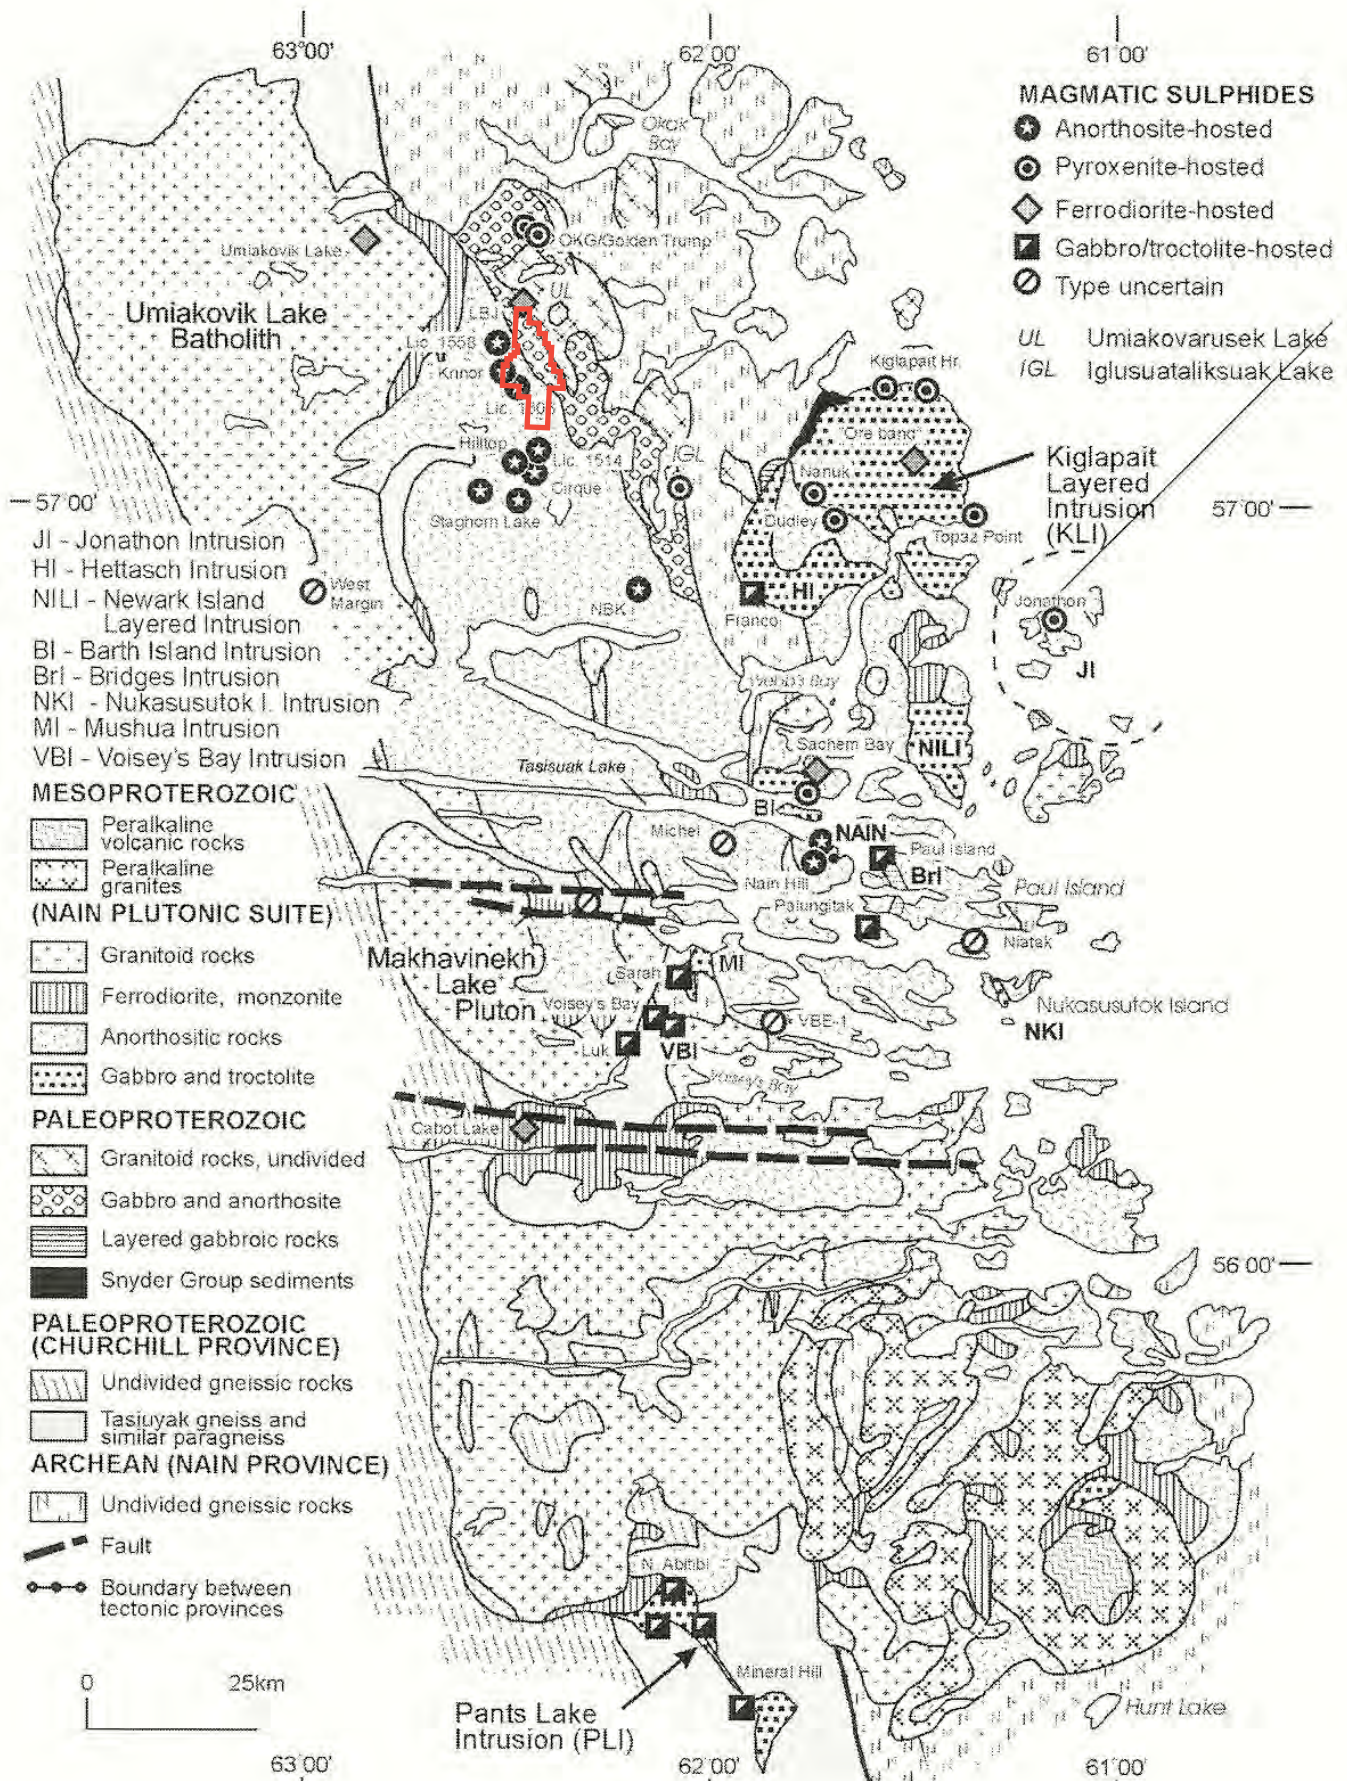 63°00'
62°00'
61°00'
MAGMATIC SULPHIDES
Anorthosite-hosted
Pyroxenite-hosted
Ferrodiorite-hosted
Gabbro/troctolite-hosted
Type uncertain
UL Umiakovarusek Lake
IGL Iglusuataliksuak Lake
Okak
Bay
OKG/Golden Trump
Umiakovik Lake
UL
LBJ
Umiakovik Lake
Batholith
Lic. 1558
Krinor
Kiglapait Hr.
"Ore band"
Hilltop
Lic. 1514
IGL
Cirque
Nanuk
Kiglapait
Layered
Intrusion
(KLI)
57°00'
57°00'
Staghorn Lake
Dudley
Topaz Point
JI - Jonathon Intrusion
HI - Hettasch Intrusion
NILI - Newark Island
Layered Intrusion
BI - Barth Island Intrusion
BrI - Bridges Intrusion
NKI - Nukasusutok I. Intrusion
MI - Mushua Intrusion
VBI - Voisey's Bay Intrusion
West
Margin
NBK
HI
Franco
Jonathon
JI
Webb's Bay
Sachem Bay
NILI
Tasisuak Lake
BI
MESOPROTEROZOIC
Peralkaline
volcanic rocks
Peralkaline
granites
(NAIN PLUTONIC SUITE)
Granitoid rocks
Ferrodiorite, monzonite
Anorthositic rocks
Gabbro and troctolite
PALEOPROTEROZOIC
Granitoid rocks, undivided
Gabbro and anorthosite
Layered gabbroic rocks
Snyder Group sediments
PALEOPROTEROZOIC
(CHURCHILL PROVINCE)
Undivided gneissic rocks
Tasiuyak gneiss and
similar paragneiss
ARCHEAN (NAIN PROVINCE)
Undivided gneissic rocks
Fault
Boundary between
tectonic provinces
Michel
NAIN
Paul Island
BrI
Nain Hill
Paul Island
Palungitak
Niatak
Makhavinekh
Lake
Pluton
Sarah
MI
Voisey's Bay
VBE-1
Luk
VBI
Nukasusutok Island
NKI
Voisey's Bay
Cabot Lake
56°00'
N. Abitibi
Mineral Hill
Pants Lake
Intrusion (PLI)
Hunt Lake
0 25km
63°00'
62°00'
61°00'